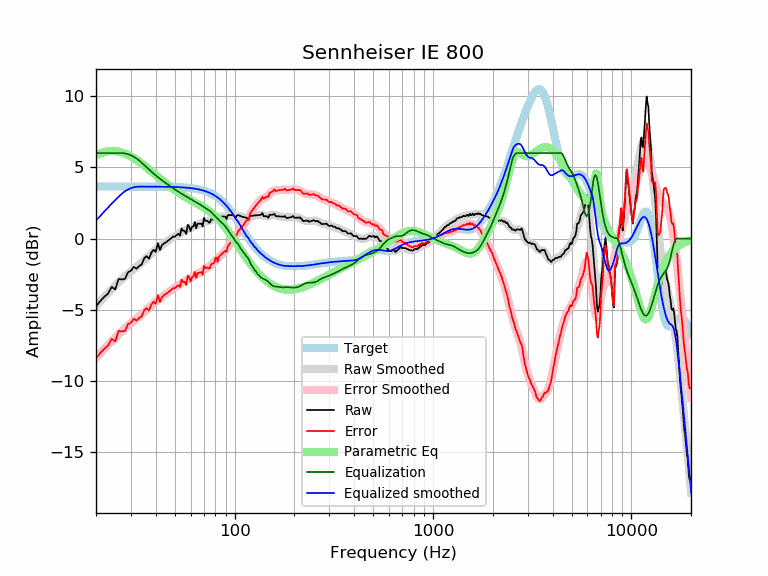 Sennheiser IE 800
Amplitude (dBr)
10
5
0
−5
−10
−15
Target
Raw Smoothed
Error Smoothed
Raw
Error
Parametric Eq
Equalization
Equalized smoothed
100 1000 10000
Frequency (Hz)